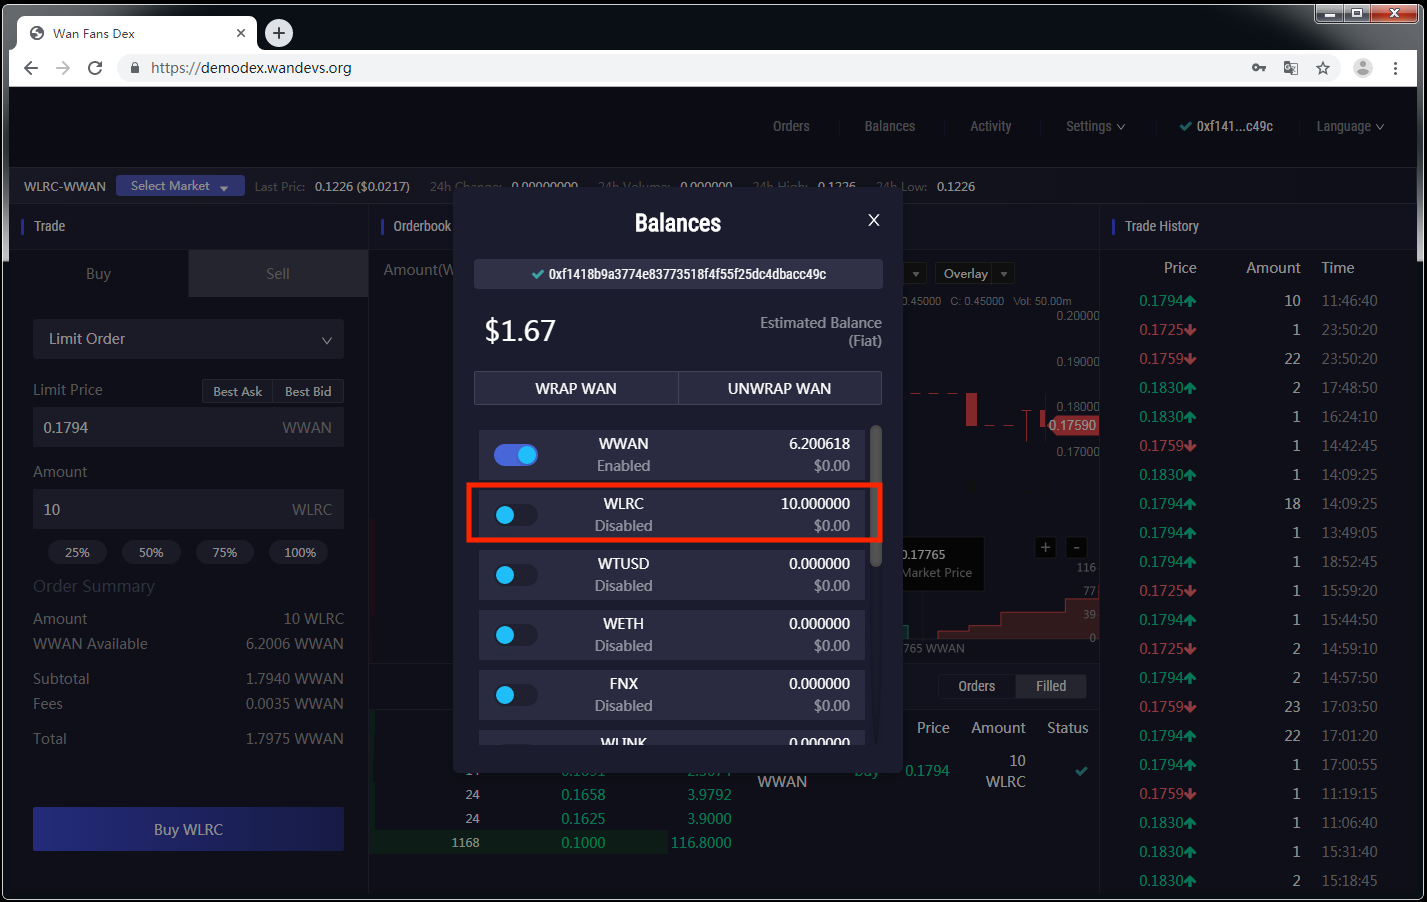 Wan Fans Dex
https://demodex.wandevs.org
Orders Balances Activity Settings 0xf141...c49c Language
WLRC-WWAN Select Market Last Pric: 0.1226 ($0.0217) 24h Change: 0.00000000 24h Volume: 0.000000 24h High: 0.1226 24h Low: 0.1226
Trade
Buy Sell
Limit Order
Limit Price Best Ask Best Bid
0.1794 WWAN
Amount
10 WLRC
25% 50% 75% 100%
Order Summary
Amount 10 WLRC
WWAN Available 6.2006 WWAN
Subtotal 1.7940 WWAN
Fees 0.0035 WWAN
Total 1.7975 WWAN
Buy WLRC
Orderbook
Balances
0xf1418b9a3774e83773518f4f55f25dc4dbacc49c
$1.67 Estimated Balance
(Fiat)
WRAP WAN UNWRAP WAN
WWAN 6.200618
Enabled $0.00
WLRC 10.000000
Disabled $0.00
WTUSD 0.000000
Disabled $0.00
WETH 0.000000
Disabled $0.00
FNX 0.000000
Disabled $0.00
WLINK 0.000000
24 0.1658 3.9792
24 0.1625 3.9000
1168 0.1000 116.8000
Overlay
0.45000 C: 0.45000 Vol: 50.00m
0.20000
0.19000
0.18000
0.17590
0.17000
0.17765
Market Price
+ -
116
77
39
0
765 WWAN
Orders Filled
Price Amount Status
WWAN Buy 0.1794 10
WLRC
Trade History
Price Amount Time
0.1794 10 11:46:40
0.1725 1 23:50:20
0.1759 22 23:50:20
0.1830 2 17:48:50
0.1830 1 16:24:10
0.1759 1 14:42:45
0.1830 1 14:09:25
0.1794 18 14:09:25
0.1794 1 13:49:05
0.1794 1 18:52:45
0.1725 1 15:59:20
0.1794 1 15:44:50
0.1725 2 14:59:10
0.1794 2 14:57:50
0.1759 23 17:03:50
0.1794 22 17:01:20
0.1794 1 17:00:55
0.1759 1 11:19:15
0.1830 1 11:06:40
0.1830 1 15:31:40
0.1830 2 15:18:45